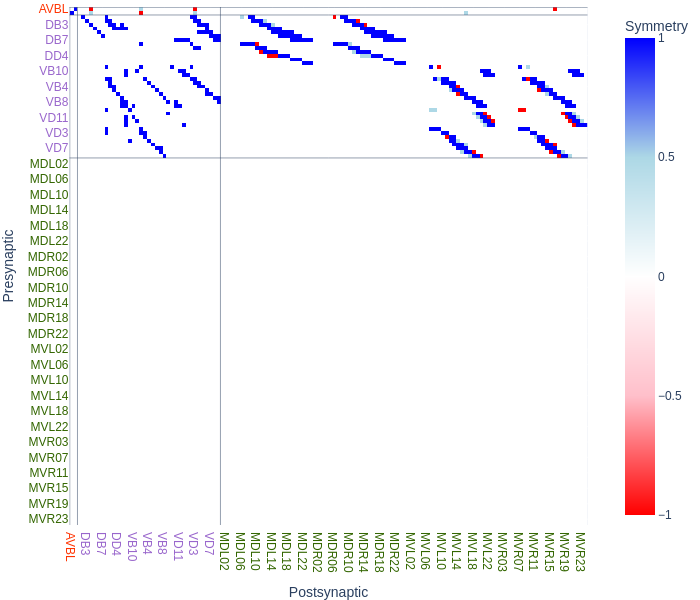 Symmetry
1
0.5
0
−0.5
−1
Presynaptic
AVBL
DB3
DB7
DD4
VB10
VB4
VB8
VD11
VD3
VD7
MDL02
MDL06
MDL10
MDL14
MDL18
MDL22
MDR02
MDR06
MDR10
MDR14
MDR18
MDR22
MVL02
MVL06
MVL10
MVL14
MVL18
MVL22
MVR03
MVR07
MVR11
MVR15
MVR19
MVR23
AVBL
DB3
DB7
DD4
VB10
VB4
VB8
VD11
VD3
VD7
MDL02
MDL06
MDL10
MDL14
MDL18
MDL22
MDR02
MDR06
MDR10
MDR14
MDR18
MDR22
MVL02
MVL06
MVL10
MVL14
MVL18
MVL22
MVR03
MVR07
MVR11
MVR15
MVR19
MVR23
Postsynaptic